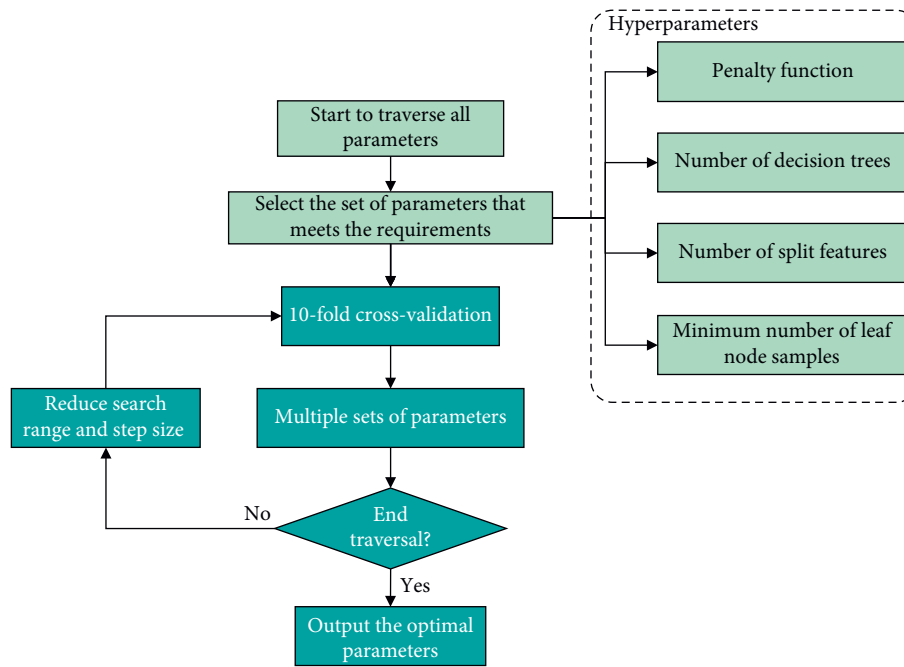 Hyperparameters
Penalty function
Start to traverse all
parameters
Number of decision trees
Select the set of parameters that
meets the requirements
Number of split features
10-fold cross-validation
Minimum number of leaf
node samples
Reduce search
range and step size
Multiple sets of parameters
No
End
traversal?
Yes
Output the optimal
parameters